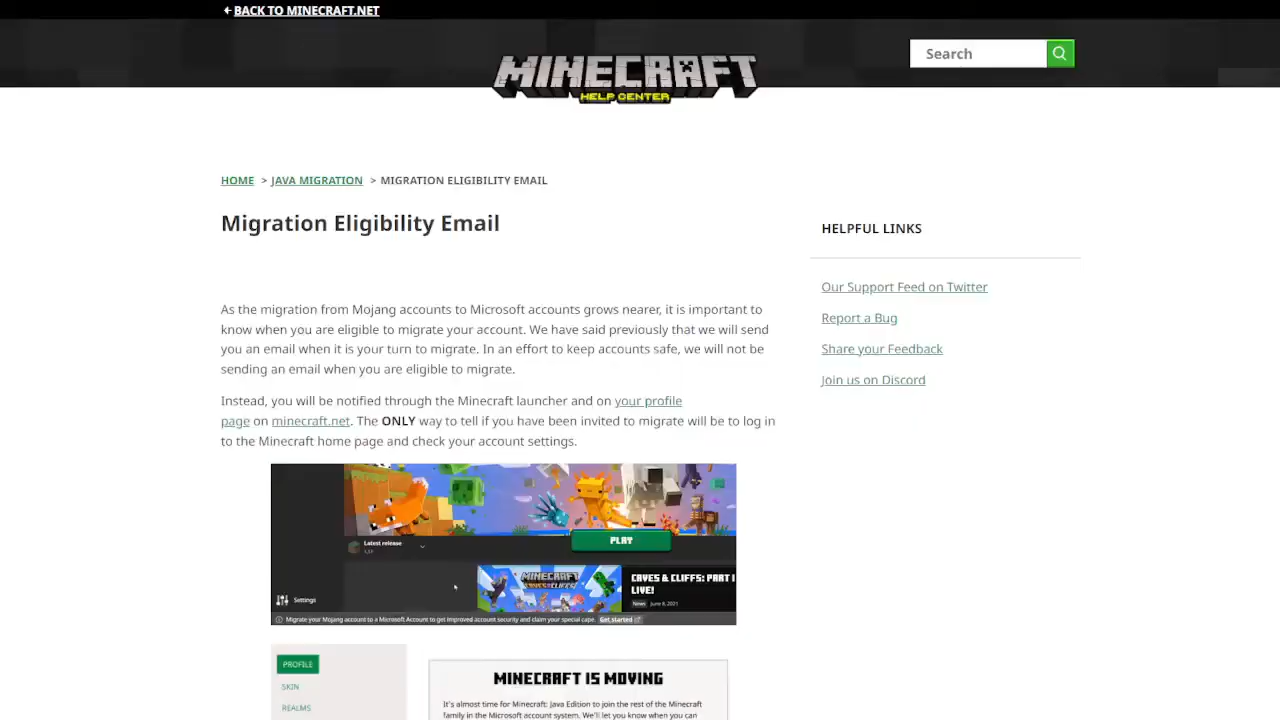 BACK TO MINECRAFT.NET
Search
MINECRAFT
HELP CENTER
HOME > JAVA MIGRATION > MIGRATION ELIGIBILITY EMAIL
Migration Eligibility Email
HELPFUL LINKS
Our Support Feed on Twitter
Report a Bug
Share your Feedback
Join us on Discord
As the migration from Mojang accounts to Microsoft accounts grows nearer, it is important to
know when you are eligible to migrate your account. We have said previously that we will send
you an email when it is your turn to migrate. In an effort to keep accounts safe, we will not be
sending an email when you are eligible to migrate.
Instead, you will be notified through the Minecraft launcher and on your profile
page on minecraft.net. The ONLY way to tell if you have been invited to migrate will be to log in
to the Minecraft home page and check your account settings.
PLAY
Latest release
MINECRAFT
CAVES & CLIFFS: PART I
LIVE!
News June 8, 2021
Settings
Migrate your Mojang account to a Microsoft Account to get improved account security and claim your special cape. Get started
PROFILE
SKIN
REALMS
MINECRAFT IS MOVING
It's almost time for Minecraft: Java Edition to join the rest of the Minecraft
family in the Microsoft account system. We'll let you know when you can